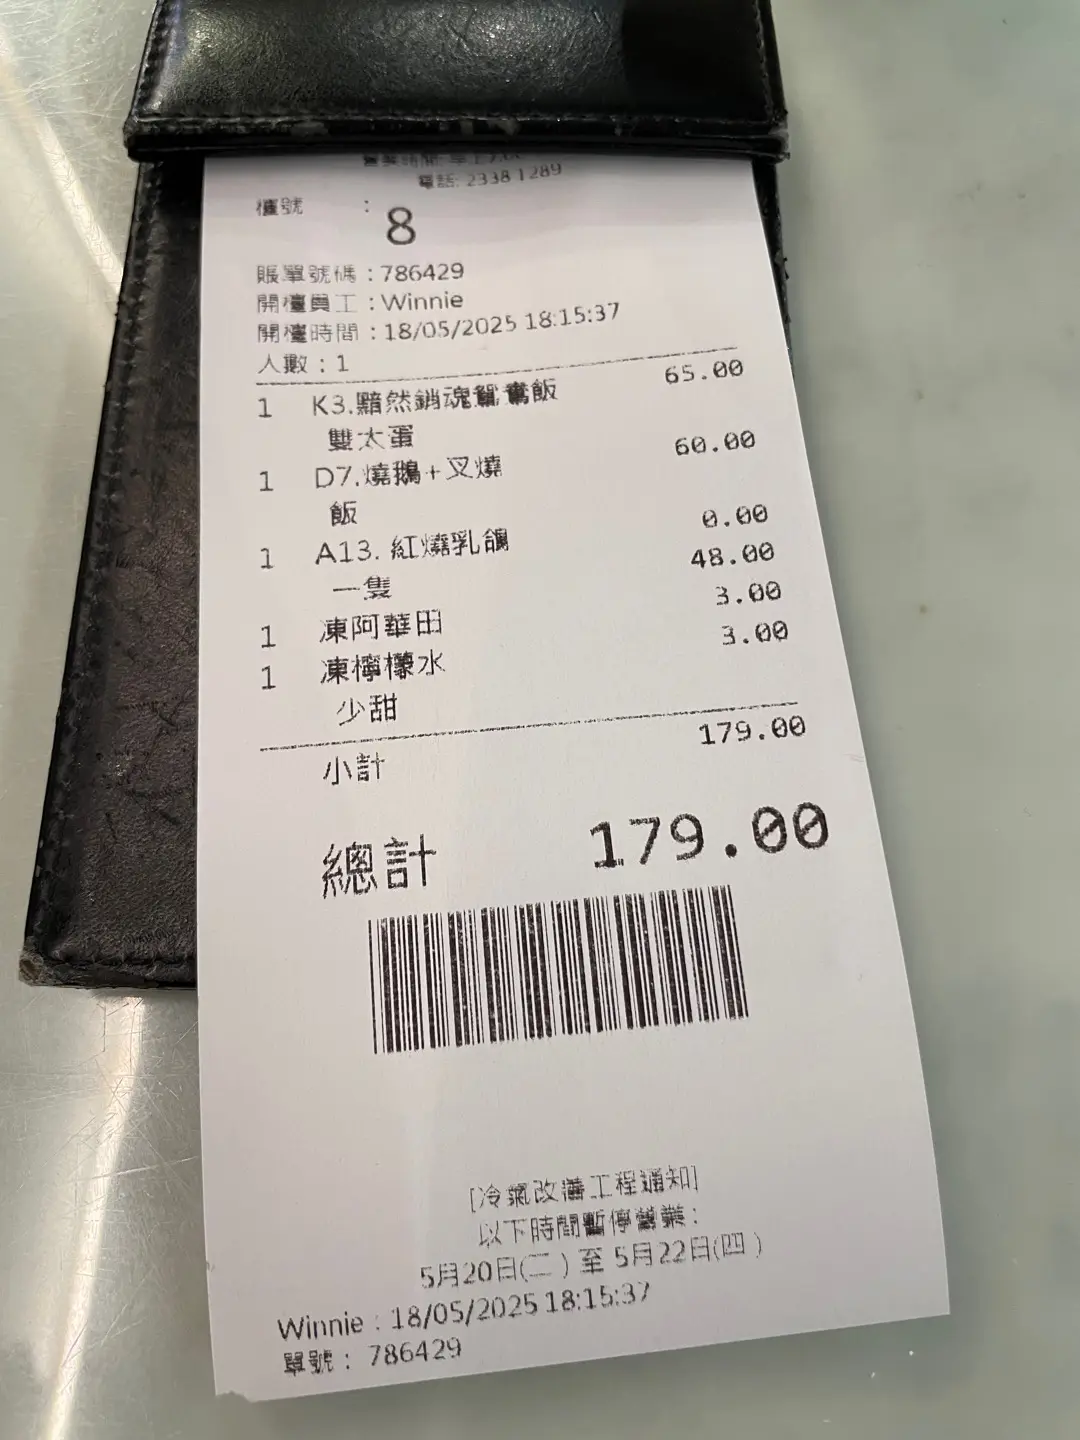 電話: 2338 1289
檯號 : 8
賬單號碼 : 786429
開檯員工 : Winnie
開檯時間 : 18/05/2025 18:15:37
人數 : 1
1 K3.黯然銷魂鴛鴦飯 65.00
雙太蛋
1 D7.燒鵝+叉燒 60.00
飯 0.00
1 A13. 紅燒乳鴿 48.00
一隻
1 凍阿華田 3.00
1 凍檸檬水 3.00
少甜
小計 179.00
總計 179.00
[冷氣改善工程通知]
以下時間暫停營業:
5月20日(二) 至 5月22日(四)
Winnie : 18/05/2025 18:15:37
單號 : 786429